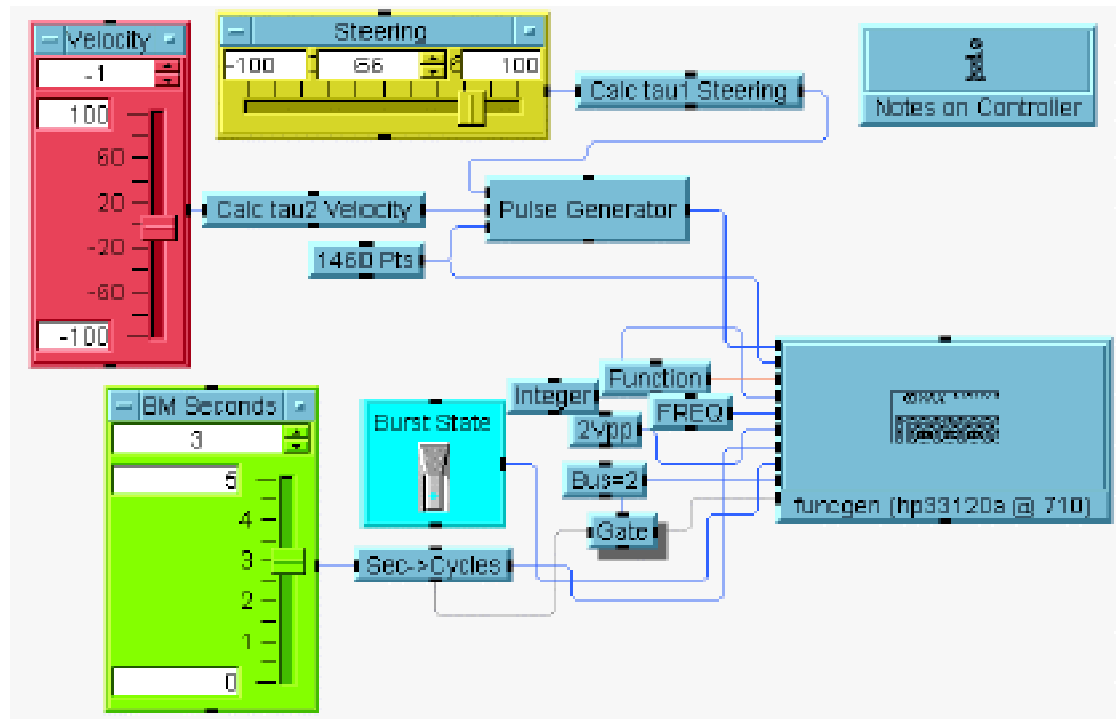 Velocity
-1
100
60
20
-20
-60
-100
Steering
-100
66
100
Calc tau1 Steering
Notes on Controller
Calc tau2 Velocity
Pulse Generator
1460 Pts
BM Seconds
3
5
4
3
2
1
0
Burst State
Sec->Cycles
Integer
Function
FREQ
2Vpp
Bus=2
Gate
funcgen (hp33120a @ 710)